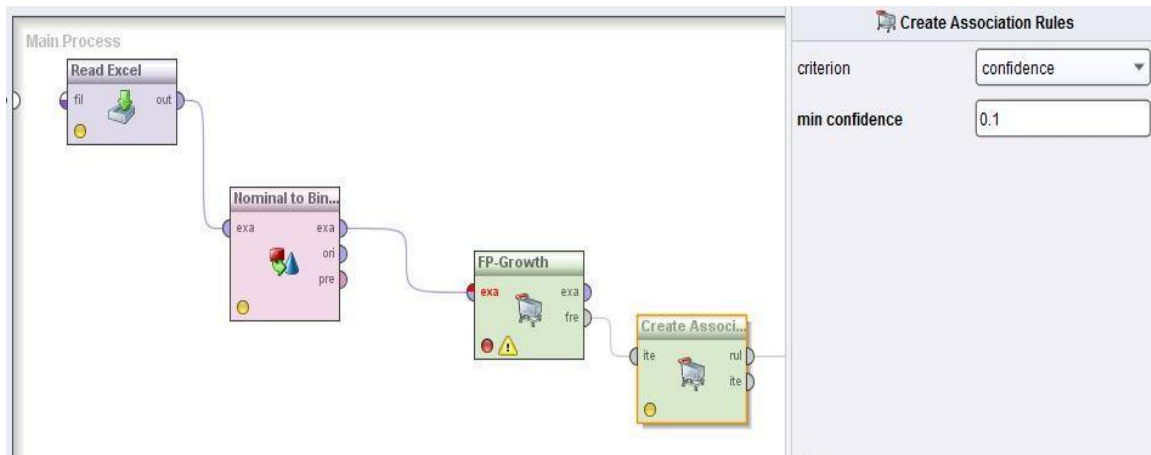 Main Process
Read Excel
fil out
Nominal to Bin...
exa exa
ori
pre
FP-Growth
exa exa
fre
Create Associ...
ite rul
ite
Create Association Rules
criterion confidence
min confidence 0.1